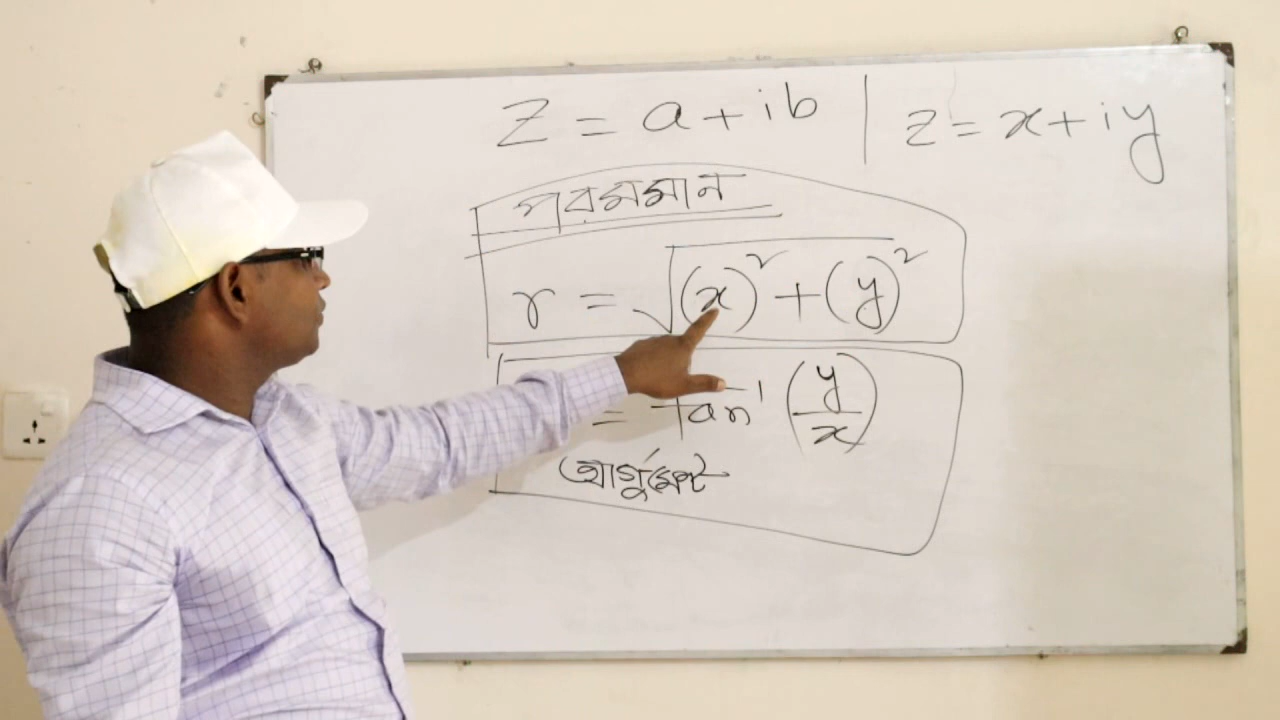 Z = a + ib | z = x + iy
পরমমান
r = √(x)² + (y)²
= tan⁻¹ (y/x)
আর্গুমেন্ট